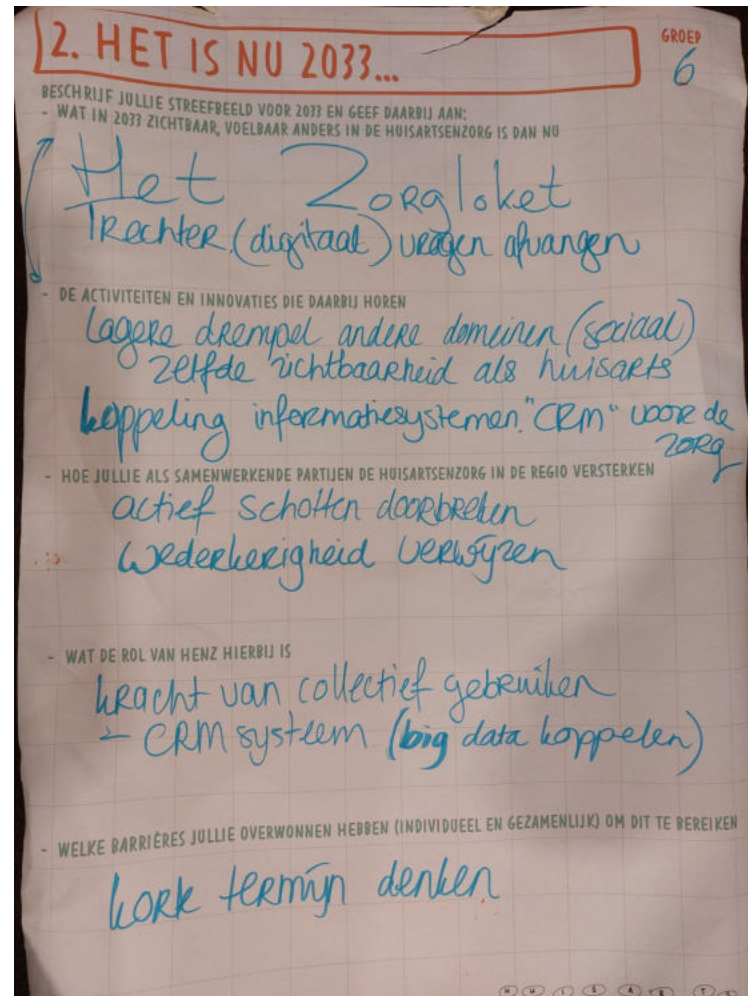 2. HET IS NU 2033...
GROEP
6
BESCHRIJF JULLIE STREEFBEELD VOOR 2033 EN GEEF DAARBIJ AAN:
- WAT IN 2033 ZICHTBAAR, VOELBAAR ANDERS IN DE HUISARTSENZORG IS DAN NU
Het Zorgloket
Trechter (digitaal) vragen afvangen
- DE ACTIVITEITEN EN INNOVATIES DIE DAARBIJ HOREN
lagere drempel andere domeinen (sociaal)
zelfde zichtbaarheid als huisarts
koppeling informatiesystemen "CRM" voor de
zorg
- HOE JULLIE ALS SAMENWERKENDE PARTIJEN DE HUISARTSENZORG IN DE REGIO VERSTERKEN
actief schotten doorbreken
Wederkerigheid verwijzen
- WAT DE ROL VAN HENZ HIERBIJ IS
kracht van collectief gebruiken
- CRM systeem (big data koppelen)
- WELKE BARRIÈRES JULLIE OVERWONNEN HEBBEN (INDIVIDUEEL EN GEZAMENLIJK) OM DIT TE BEREIKEN
korte termijn denken